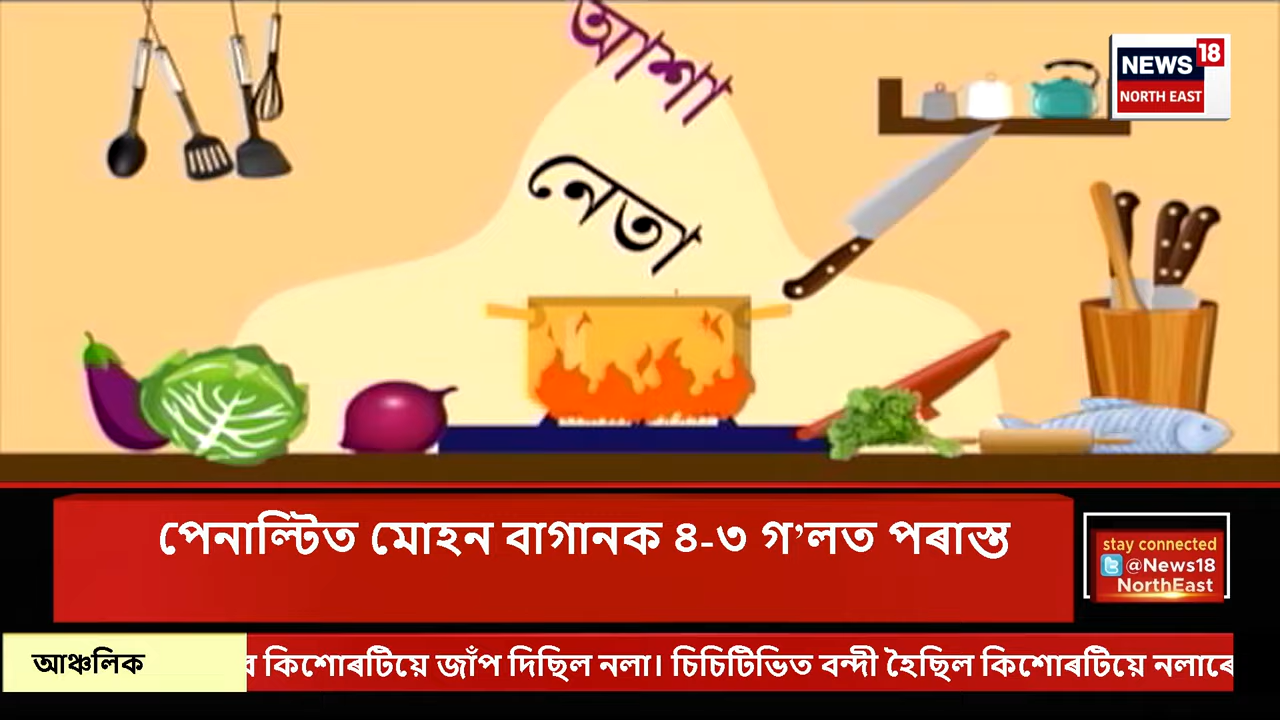 আশা
নেতা
NEWS 18
NORTH EAST
পেনাল্টিত মোহন বাগানক ৪-৩ গ'লত পৰাস্ত
stay connected
@News18
NorthEast
আঞ্চলিক
কিশোৰটিয়ে জাঁপ দিছিল নলা। চিচিটিভিত বন্দী হৈছিল কিশোৰটিয়ে